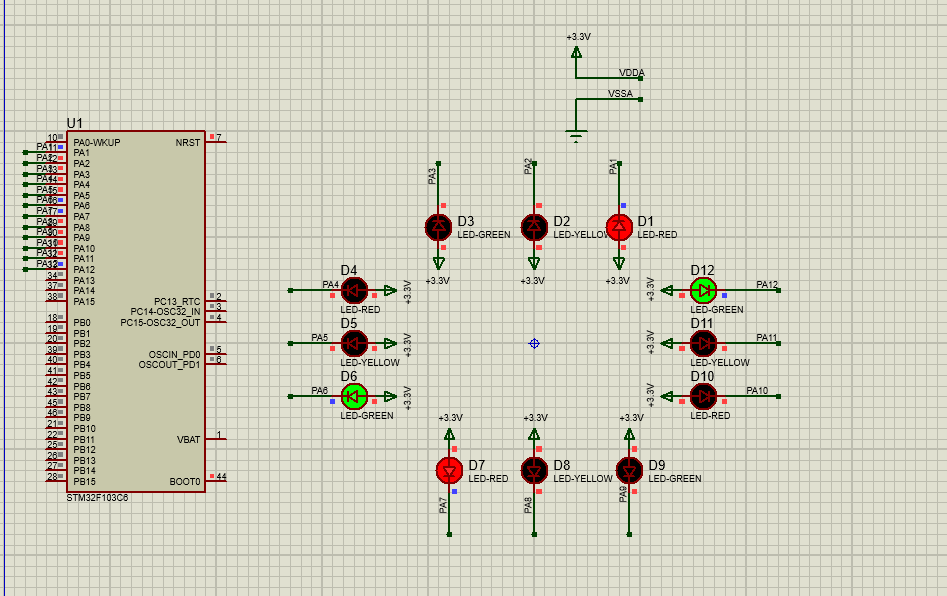 +3.3V
VDDA
VSSA
U1
10 PA0-WKUP NRST 7
PA1 11 PA1
PA2 12 PA2
PA3 13 PA3
PA4 14 PA4
PA5 15 PA5
PA6 16 PA6
PA7 17 PA7
PA8 29 PA8
PA9 30 PA9
PA10 31 PA10
PA11 32 PA11
PA12 33 PA12
34 PA13
37 PA14
38 PA15
PC13_RTC 2
PC14-OSC32_IN 3
18 PB0 PC15-OSC32_OUT 4
19 PB1
20 PB2
39 PB3 OSCIN_PD0 5
40 PB4 OSCOUT_PD1 6
41 PB5
42 PB6
43 PB7
45 PB8
46 PB9
21 PB10
22 PB11 VBAT 1
25 PB12
26 PB13
27 PB14
28 PB15 BOOT0 44
STM32F103C6
PA3
PA2
PA1
D3
LED-GREEN
D2
LED-YELLOW
D1
LED-RED
+3.3V
+3.3V
+3.3V
D4
PA4
+3.3V
LED-RED
D12
+3.3V
PA12
LED-GREEN
D5
PA5
+3.3V
LED-YELLOW
D11
+3.3V
PA11
LED-YELLOW
D6
PA6
+3.3V
LED-GREEN
D10
+3.3V
PA10
LED-RED
+3.3V
+3.3V
+3.3V
D7
LED-RED
D8
LED-YELLOW
D9
LED-GREEN
PA7
PA8
PA9